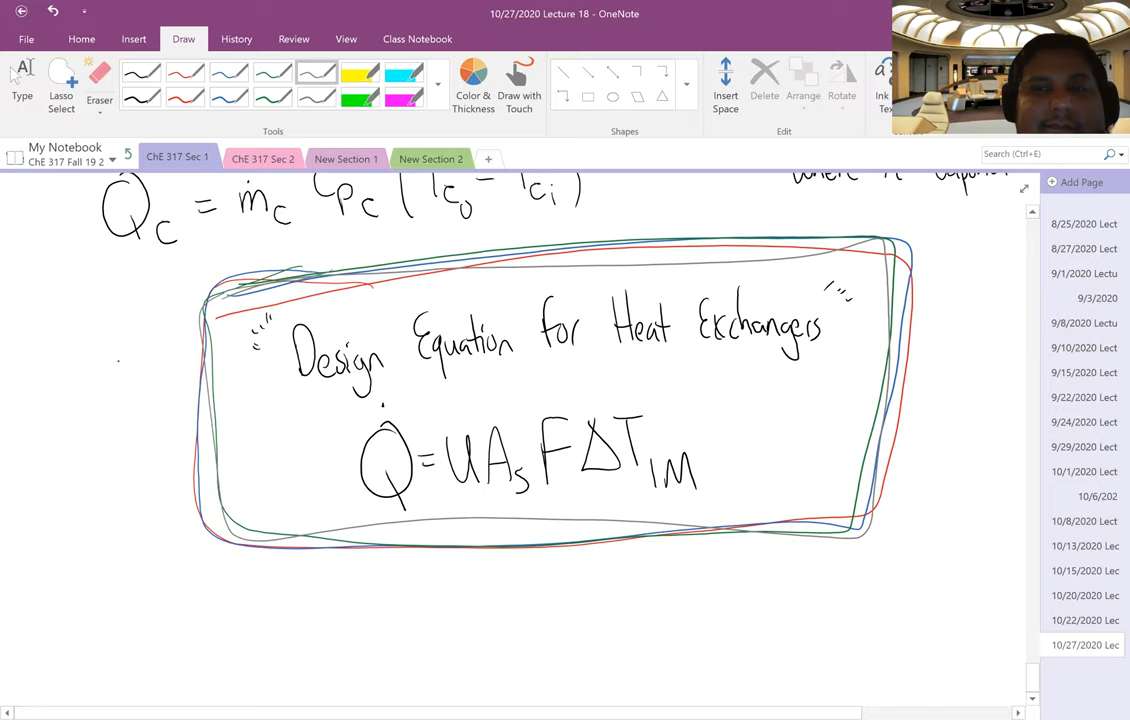 10/27/2020 Lecture 18 - OneNote
File Home Insert Draw History Review View Class Notebook
Type
Lasso Select
Eraser
Color & Thickness
Draw with Touch
Insert Space
Delete
Arrange
Rotate
Ink
Tools
Shapes
Edit
My Notebook
ChE 317 Fall 19 2
ChE 317 Sec 1
ChE 317 Sec 2
New Section 1
New Section 2
Search (Ctrl+E)
Add Page
8/25/2020 Lect
8/27/2020 Lect
9/1/2020 Lectu
9/3/2020
9/8/2020 Lectu
9/10/2020 Lect
9/15/2020 Lect
9/22/2020 Lect
9/24/2020 Lect
9/29/2020 Lect
10/1/2020 Lect
10/6/202
10/8/2020 Lect
10/13/2020 Lec
10/15/2020 Lec
10/20/2020 Lec
10/22/2020 Lec
10/27/2020 Lec
Q̇c = ṁc Cpc (Tco - Tci)
where
"Design Equation for Heat Exchangers"
Q̇ = UAsFΔTlM